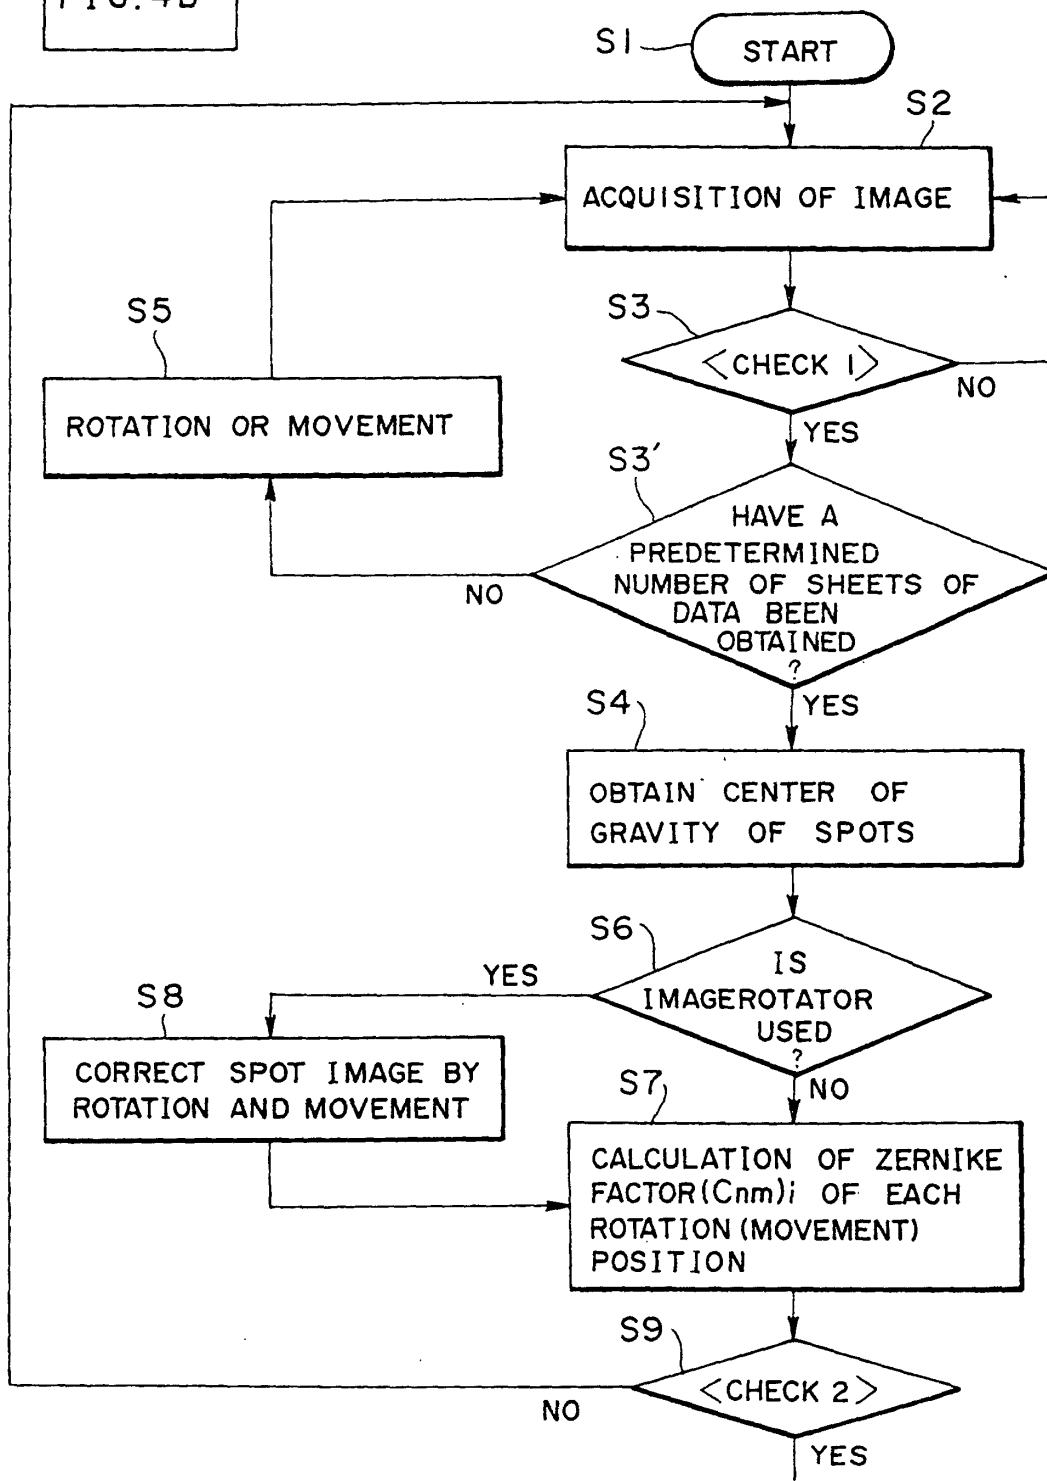 FIG. 4B
S1
START
S2
ACQUISITION OF IMAGE
S3
<CHECK 1>
NO
YES
S5
ROTATION OR MOVEMENT
S3′
HAVE A
PREDETERMINED
NUMBER OF SHEETS OF
DATA BEEN
OBTAINED
?
NO
YES
S4
OBTAIN CENTER OF
GRAVITY OF SPOTS
S6
IS
IMAGEROTATOR
USED
?
YES
NO
S8
CORRECT SPOT IMAGE BY
ROTATION AND MOVEMENT
S7
CALCULATION OF ZERNIKE
FACTOR(Cnm)i OF EACH
ROTATION (MOVEMENT)
POSITION
S9
<CHECK 2>
NO
YES